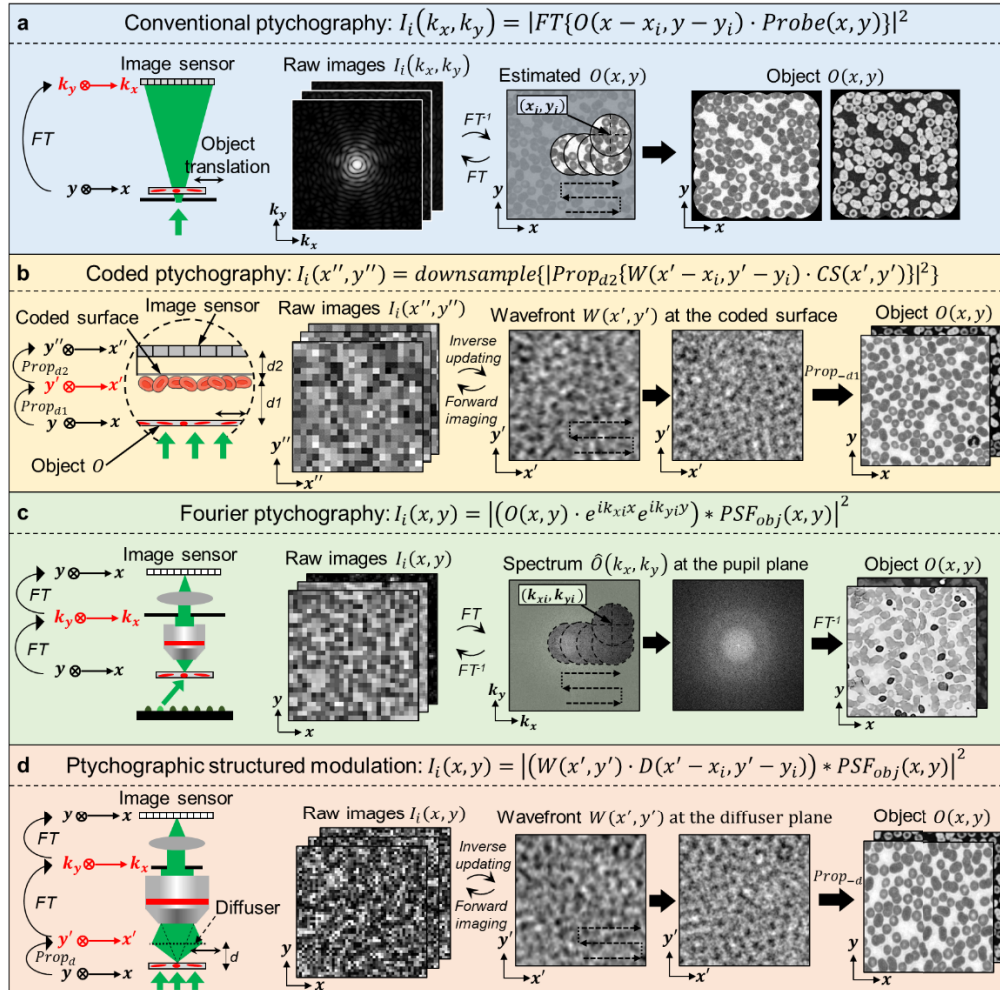 a Conventional ptychography: I_i(k_x, k_y) = |FT{O(x − x_i, y − y_i) · Probe(x, y)}|²
Image sensor
k_y ⊗ k_x
FT
Object translation
y ⊗ x
Raw images I_i(k_x, k_y)
k_y
k_x
FT⁻¹
FT
Estimated O(x, y)
(x_i, y_i)
y
x
Object O(x, y)
y
x
b Coded ptychography: I_i(x'', y'') = downsample{|Prop_d2{W(x' − x_i, y' − y_i) · CS(x', y')}|²}
Image sensor
Coded surface
y'' ⊗ x''
Prop_d2
y' ⊗ x'
Prop_d1
y ⊗ x
d2
d1
Object O
Raw images I_i(x'', y'')
y''
x''
Inverse updating
Forward imaging
Wavefront W(x', y') at the coded surface
y'
x'
y'
x'
Prop_−d1
Object O(x, y)
y
x
c Fourier ptychography: I_i(x, y) = |(O(x, y) · e^{ik_xi x} e^{ik_yi y}) ∗ PSF_obj(x, y)|²
Image sensor
y ⊗ x
FT
k_y ⊗ k_x
FT
y ⊗ x
Raw images I_i(x, y)
y
x
FT
FT⁻¹
Spectrum Ô(k_x, k_y) at the pupil plane
(k_xi, k_yi)
k_y
k_x
FT⁻¹
Object O(x, y)
y
x
d Ptychographic structured modulation: I_i(x, y) = |(W(x', y') · D(x' − x_i, y' − y_i)) ∗ PSF_obj(x, y)|²
Image sensor
y ⊗ x
FT
k_y ⊗ k_x
FT
Diffuser
y' ⊗ x'
Prop_d
d
y ⊗ x
Raw images I_i(x, y)
y
x
Inverse updating
Forward imaging
Wavefront W(x', y') at the diffuser plane
y'
x'
y'
x'
Prop_−d
Object O(x, y)
y
x